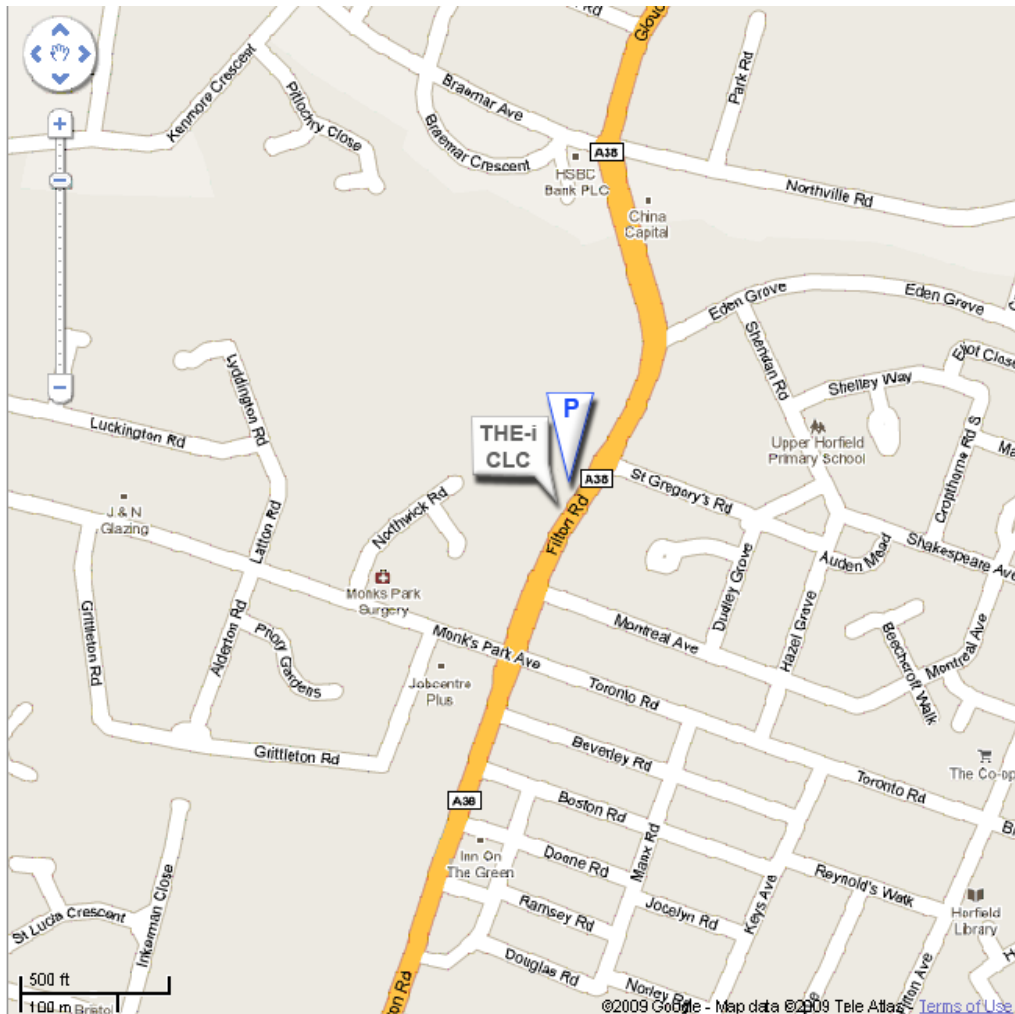 Glouc
Park Rd
Kenmore Crescent
Pitlochry Close
Braemar Ave
Braemar Crescent
A38
HSBC
Bank PLC
Northville Rd
China
Capital
Eden Grove
Eden Grove
Sheridan Rd
Lyddington Rd
Eliot Close
Shelley Way
P
THE-i
CLC
Luckington Rd
Upper Horfield
Primary School
Cropthorne Rd S
Ma
A38
St Gregory's Rd
J & N
Glazing
Northwick Rd
Filton Rd
Latton Rd
Auden Mead
Shakespeare Ave
Monks Park
Surgery
Dudley Grove
Hazel Grove
Grittleton Rd
Alderton Rd
Priory Gardens
Monk's Park Ave
Montreal Ave
Beechcroft Walk
Montreal Ave
Jobcentre
Plus
Toronto Rd
Grittleton Rd
Beverley Rd
The Co-op
Toronto Rd
A38
Boston Rd
Manx Rd
Inn On
The Green
Doone Rd
Reynold's Walk
Keys Ave
Inkerman Close
St Lucia Crescent
Ramsey Rd
Jocelyn Rd
Horfield
Library
Douglas Rd
Norley Rd
on Rd
500 ft
100 m
Bristol
©2009 Google - Map data ©2009 Tele Atlas - Terms of Use